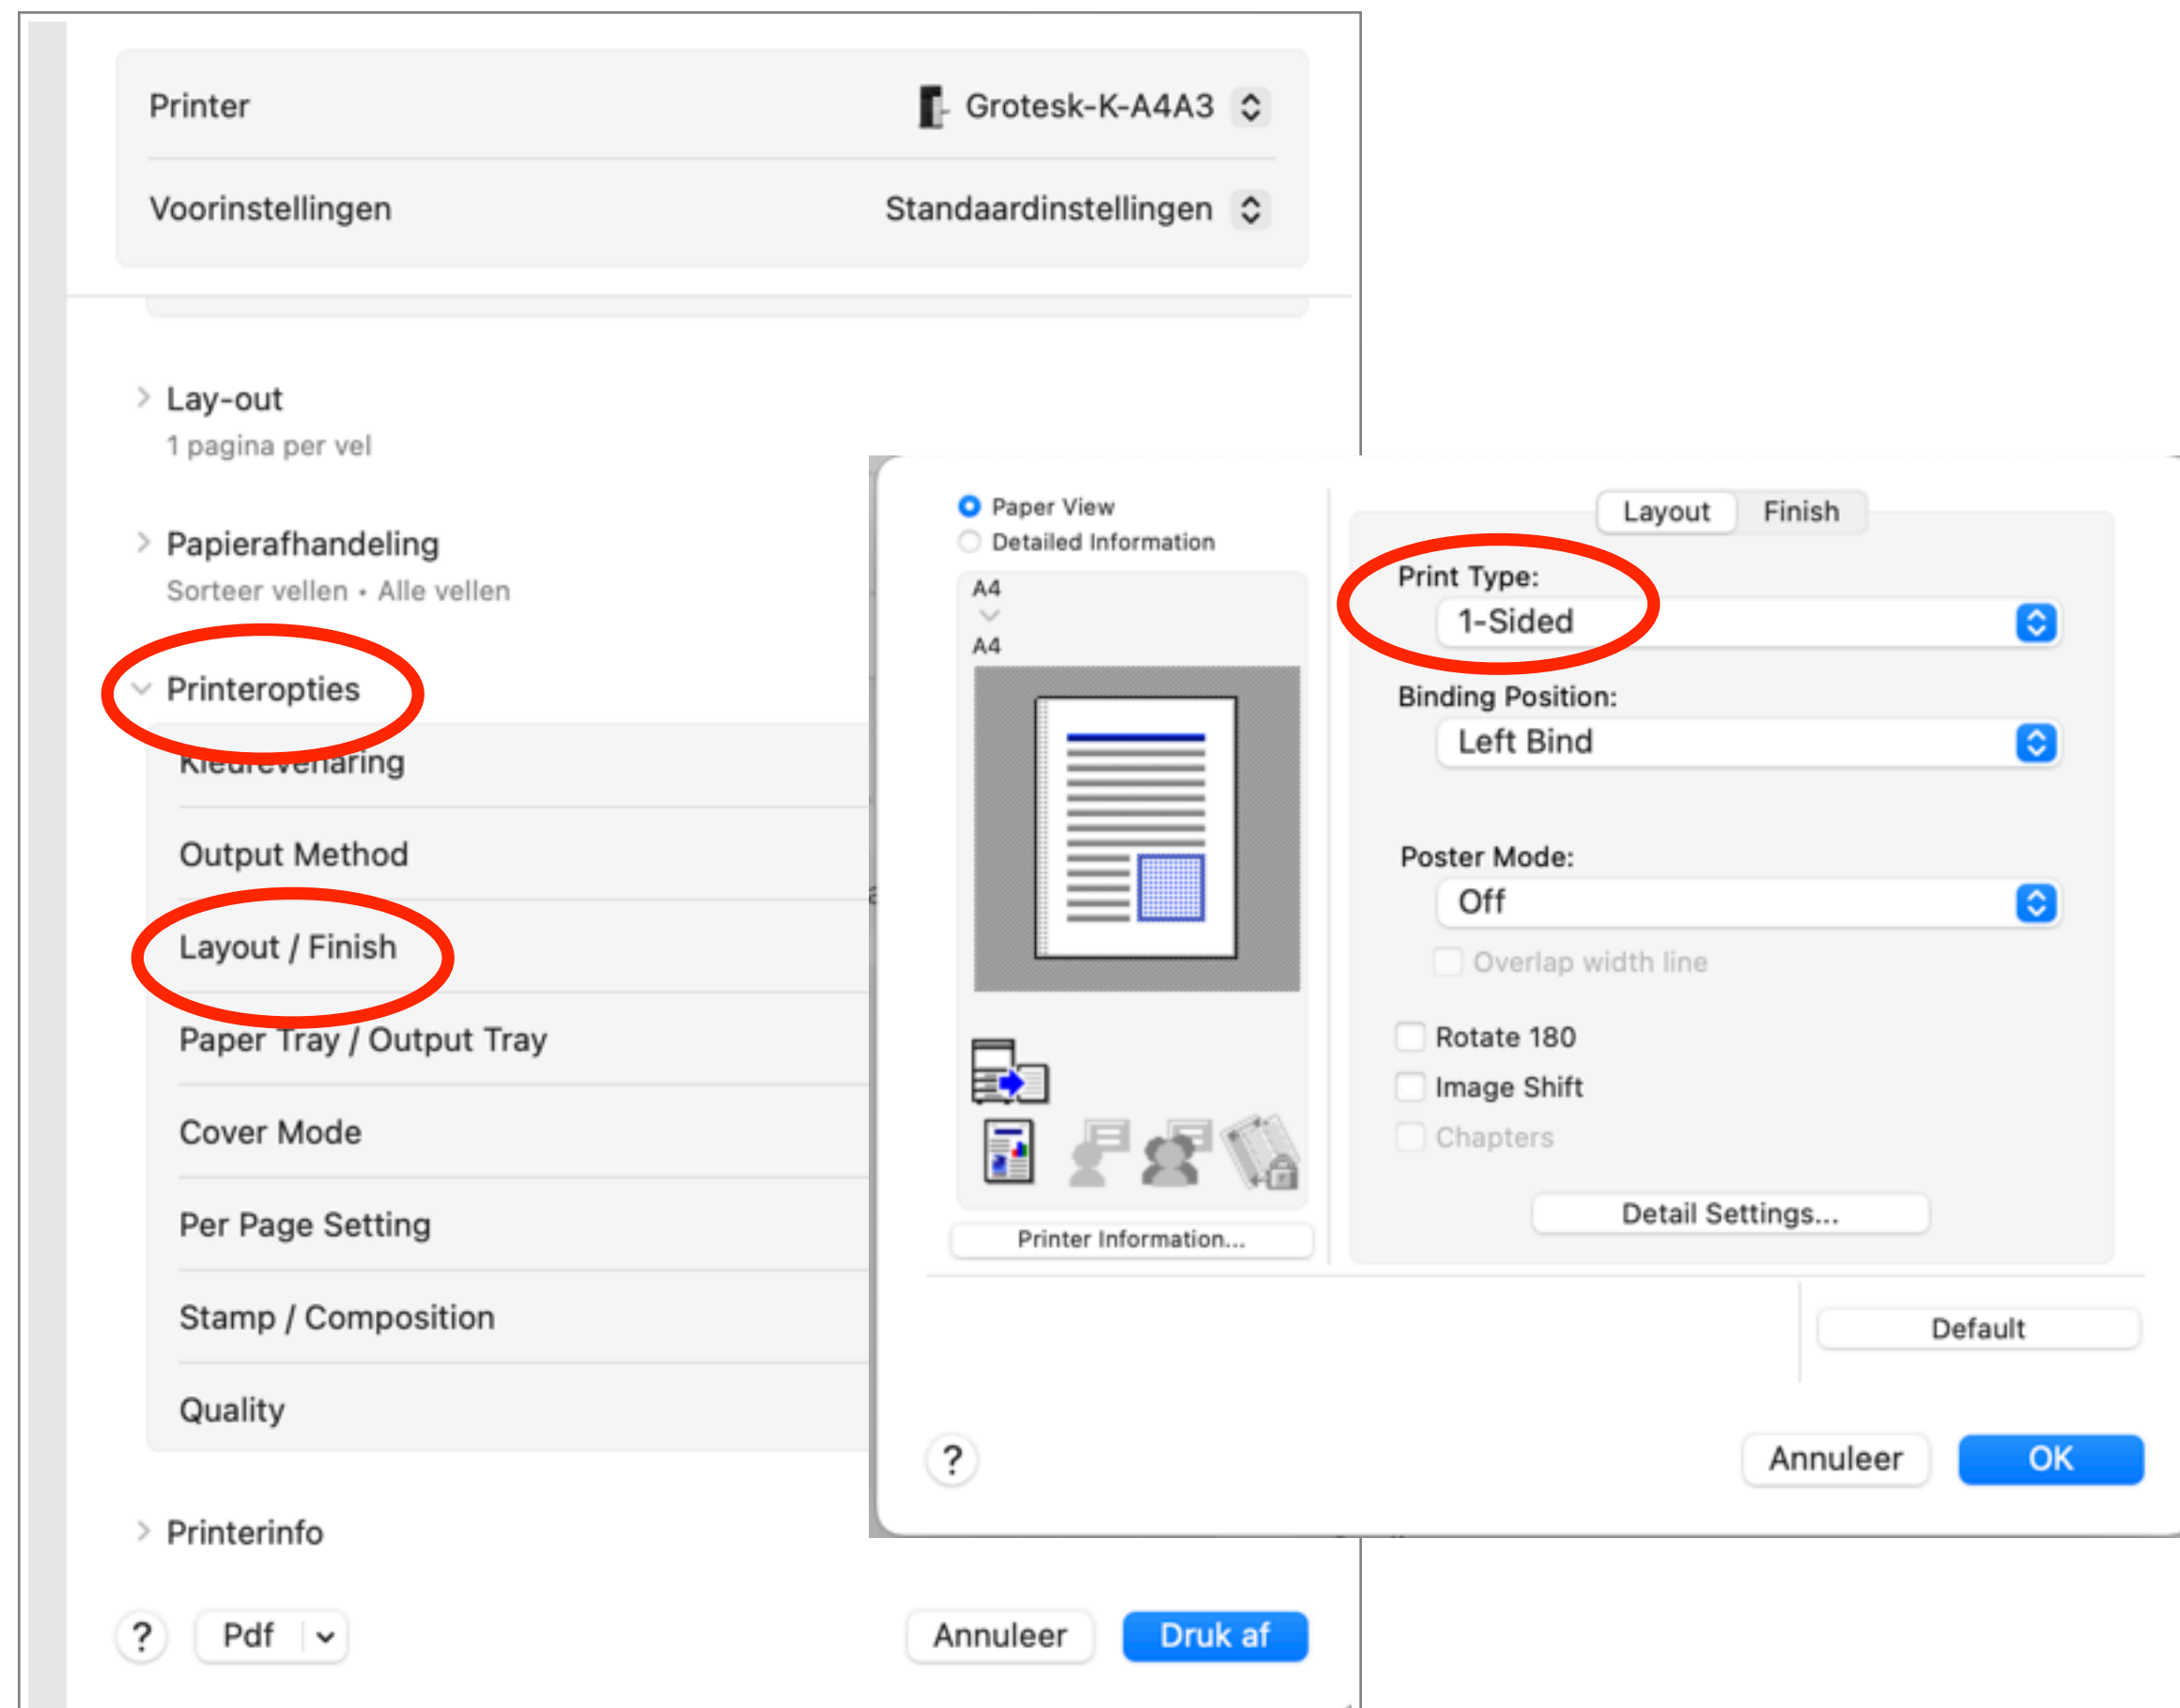 Printer
Grotesk-K-A4A3
Voorinstellingen
Standaardinstellingen
Lay-out
1 pagina per vel
Papierafhandeling
Sorteer vellen • Alle vellen
Printeropties
Output Method
Layout / Finish
Paper Tray / Output Tray
Cover Mode
Per Page Setting
Stamp / Composition
Quality
Printerinfo
?
Pdf
Annuleer
Druk af
Paper View
Detailed Information
A4
A4
Printer Information...
Layout
Finish
Print Type:
1-Sided
Binding Position:
Left Bind
Poster Mode:
Off
Overlap width line
Rotate 180
Image Shift
Chapters
Detail Settings...
Default
?
Annuleer
OK